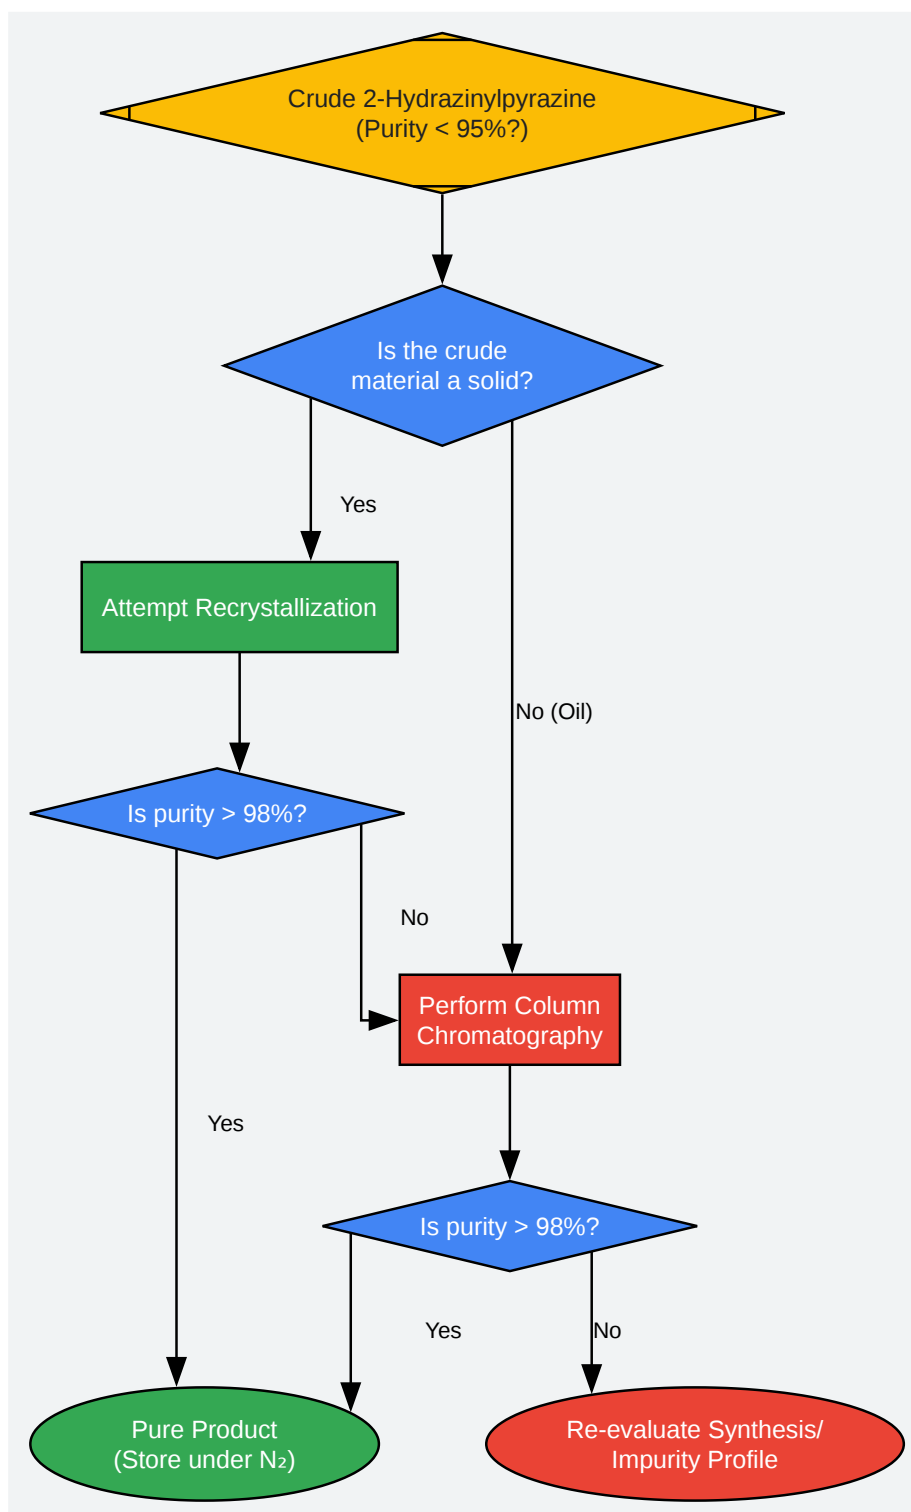 Crude 2-Hydrazinylpyrazine
(Purity < 95%?)
Is the crude
material a solid?
Yes
Attempt Recrystallization
No (Oil)
Is purity > 98%?
No
Perform Column
Chromatography
Yes
Is purity > 98%?
Yes
No
Pure Product
(Store under N₂)
Re-evaluate Synthesis/
Impurity Profile